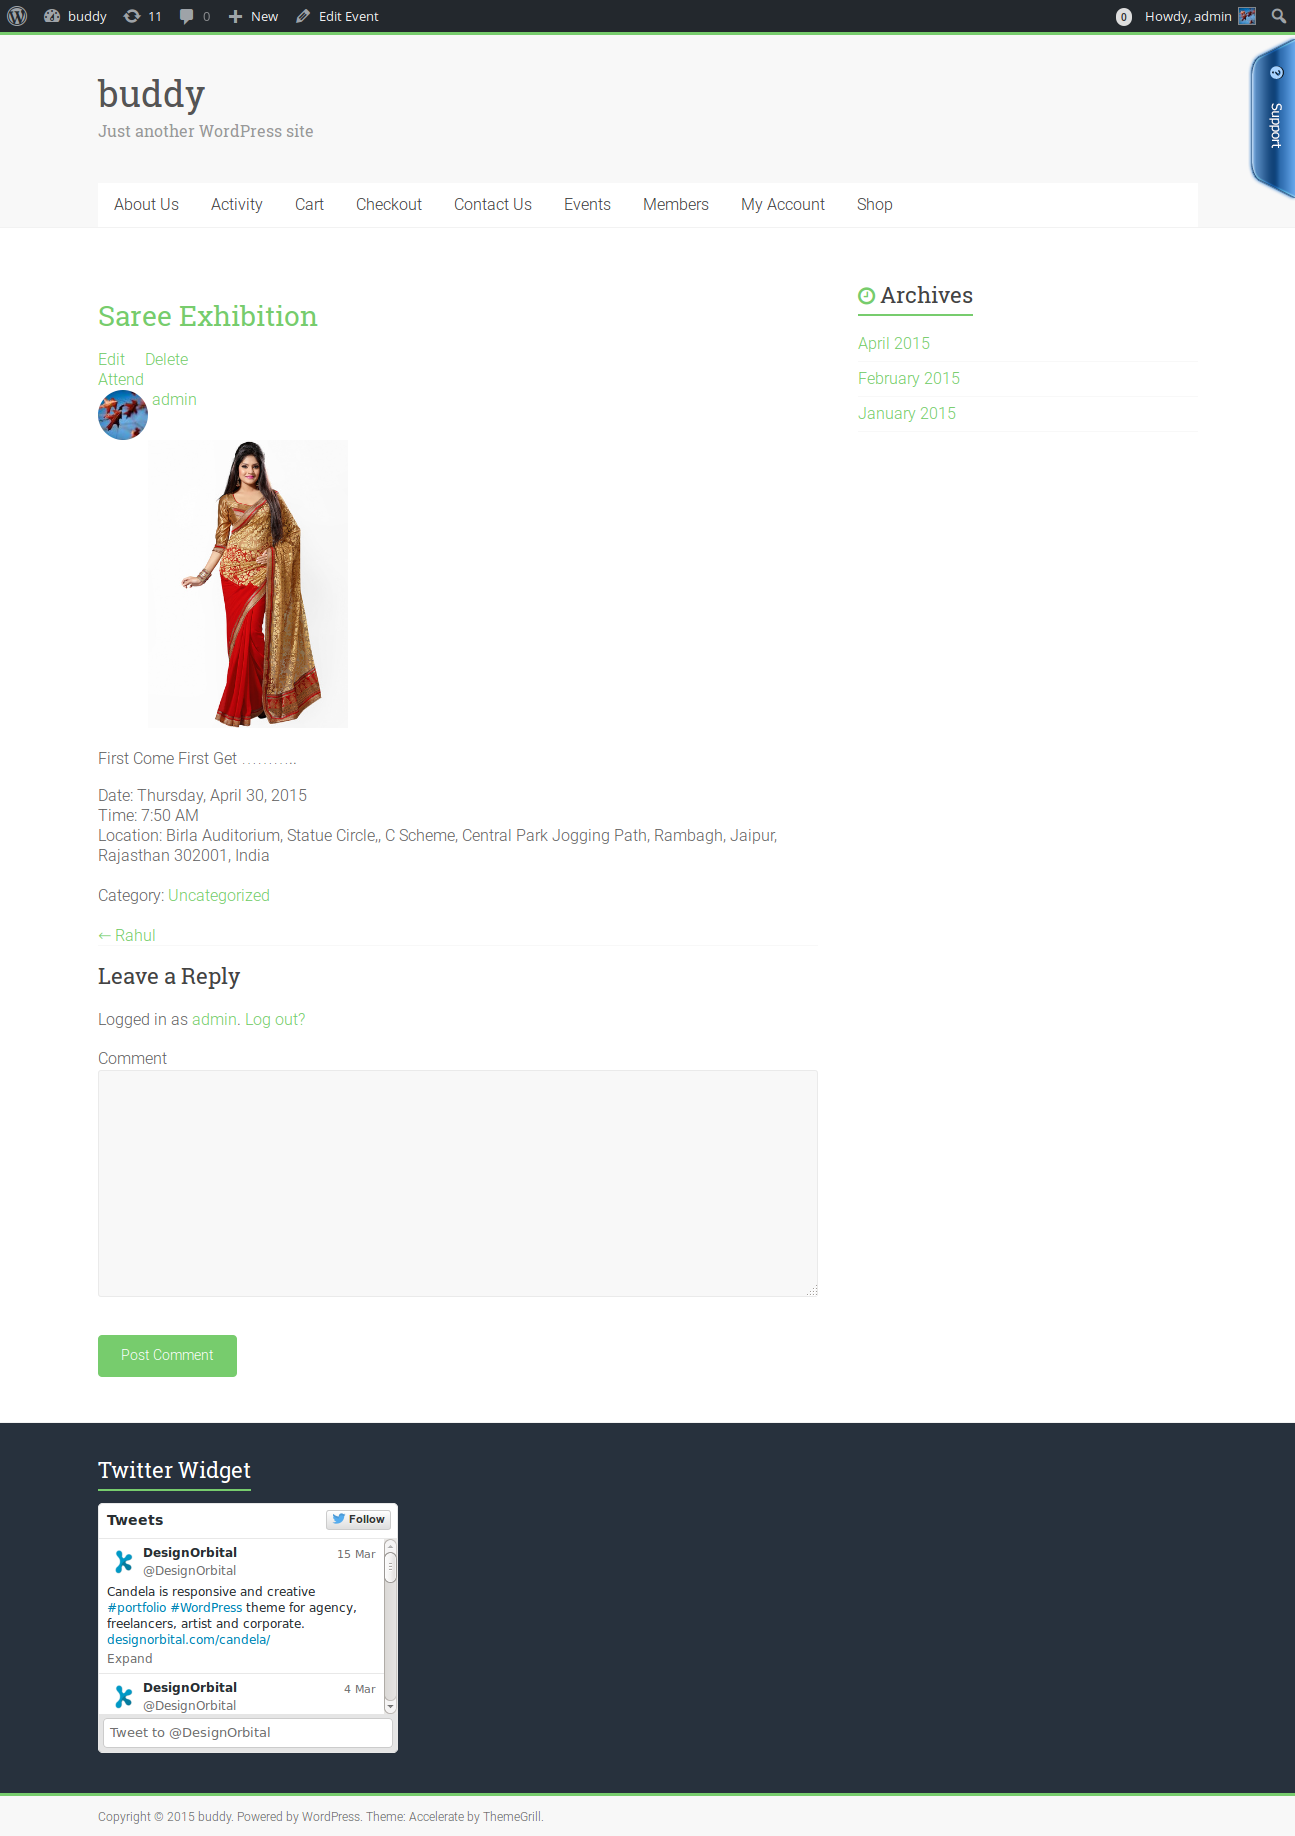 buddy 11 0 New Edit Event 0 Howdy, admin
buddy
Support
Just another WordPress site
About Us Activity Cart Checkout Contact Us Events Members My Account Shop
Saree Exhibition
Edit Delete
Attend
admin
First Come First Get ………..
Date: Thursday, April 30, 2015
Time: 7:50 AM
Location: Birla Auditorium, Statue Circle,, C Scheme, Central Park Jogging Path, Rambagh, Jaipur,
Rajasthan 302001, India
Category: Uncategorized
← Rahul
Leave a Reply
Logged in as admin. Log out?
Comment
Post Comment
Archives
April 2015
February 2015
January 2015
Twitter Widget
Tweets Follow
DesignOrbital 15 Mar
@DesignOrbital
Candela is responsive and creative
#portfolio #WordPress theme for agency,
freelancers, artist and corporate.
designorbital.com/candela/
Expand
DesignOrbital 4 Mar
@DesignOrbital
Tweet to @DesignOrbital
Copyright © 2015 buddy. Powered by WordPress. Theme: Accelerate by ThemeGrill.